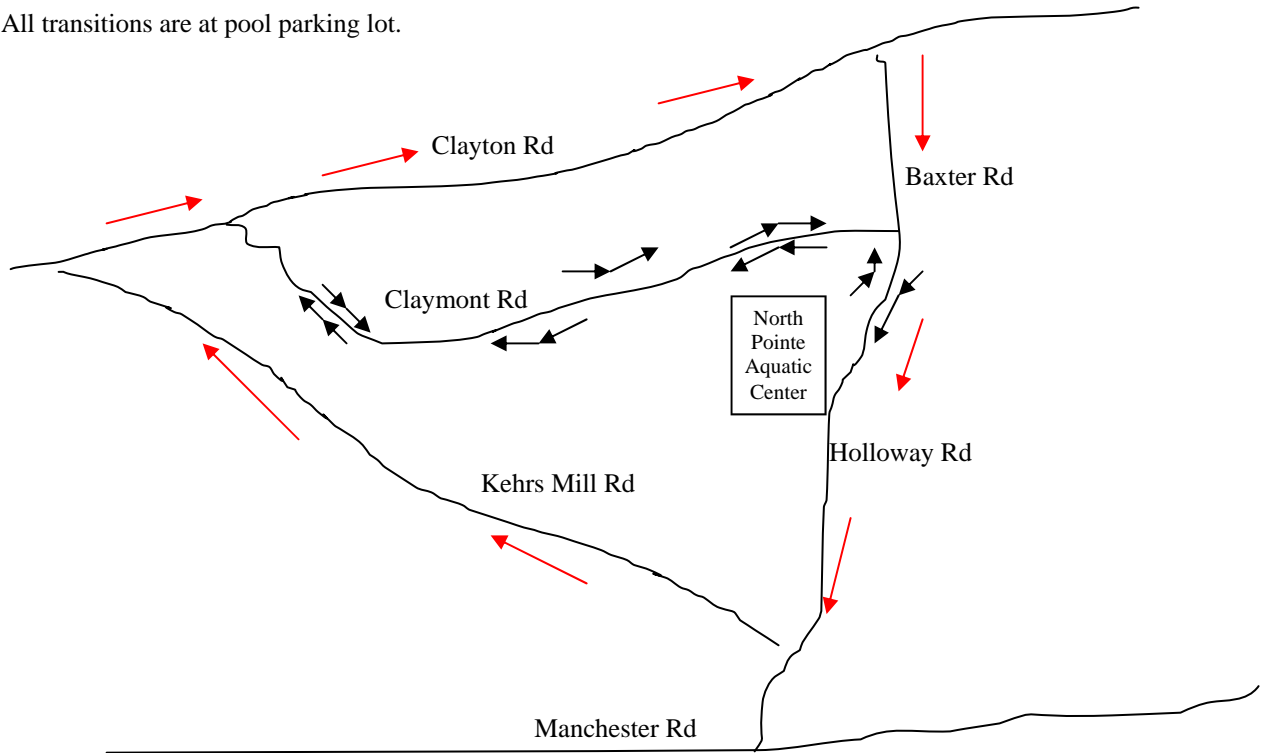 All transitions are at pool parking lot.
Clayton Rd
Baxter Rd
Claymont Rd
North
Pointe
Aquatic
Center
Holloway Rd
Kehrs Mill Rd
Manchester Rd